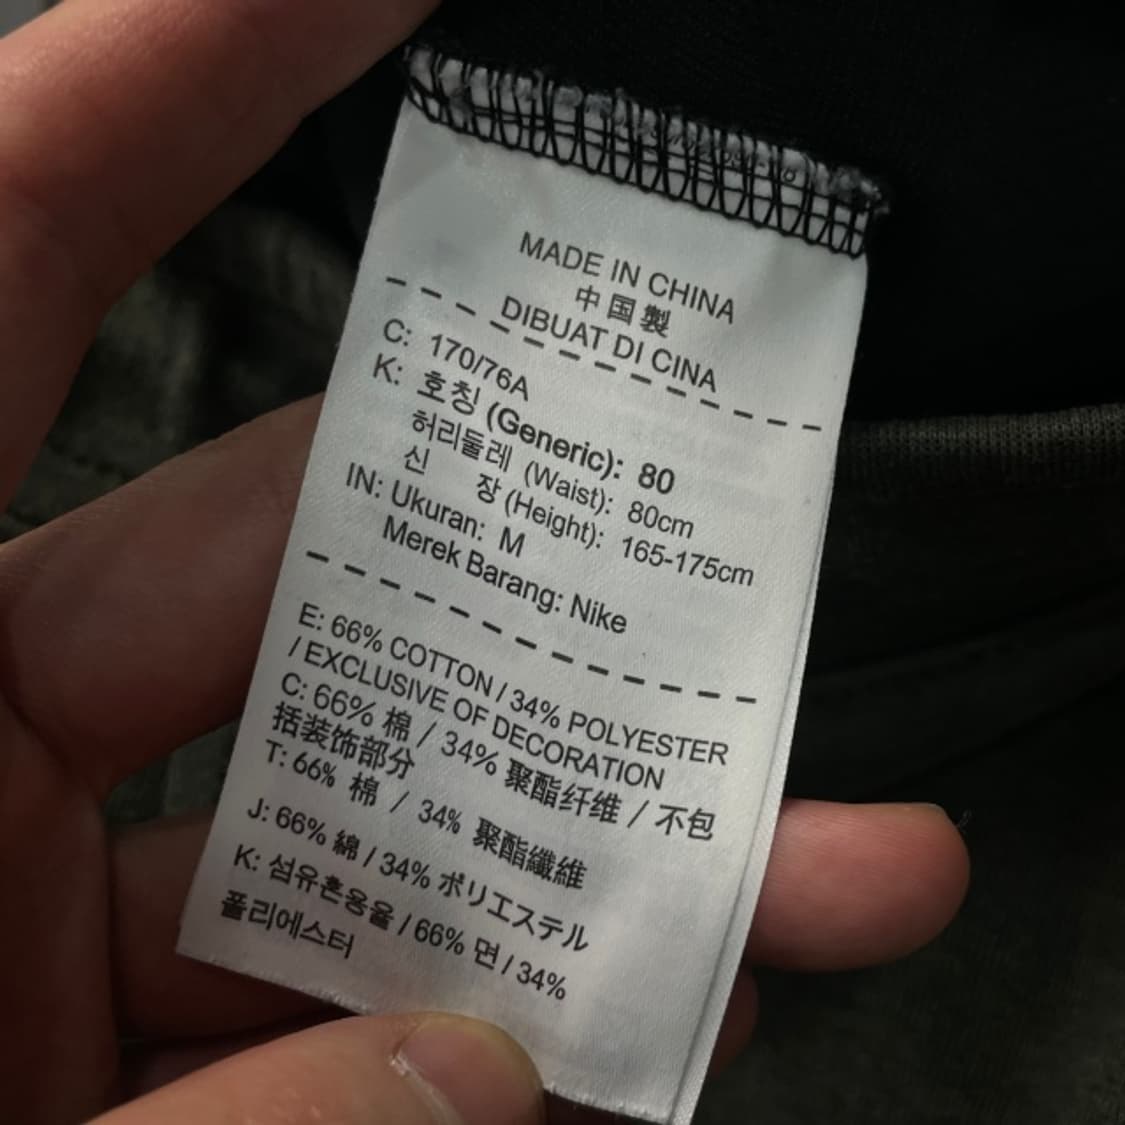 MADE IN CHINA
中国製
DIBUAT DI CINA
C: 170/76A
K: 호칭 (Generic): 80
허리둘레 (Waist): 80cm
신 장 (Height): 165-175cm
IN: Ukuran: M
Merek Barang: Nike
E: 66% COTTON / 34% POLYESTER
/ EXCLUSIVE OF DECORATION
C: 66% 棉 / 34% 聚酯纤维 / 不包
括装饰部分
T: 66% 棉 / 34% 聚酯纖維
J: 66% 綿 / 34% ポリエステル
K: 섬유혼용율 / 66% 면 / 34%
폴리에스터